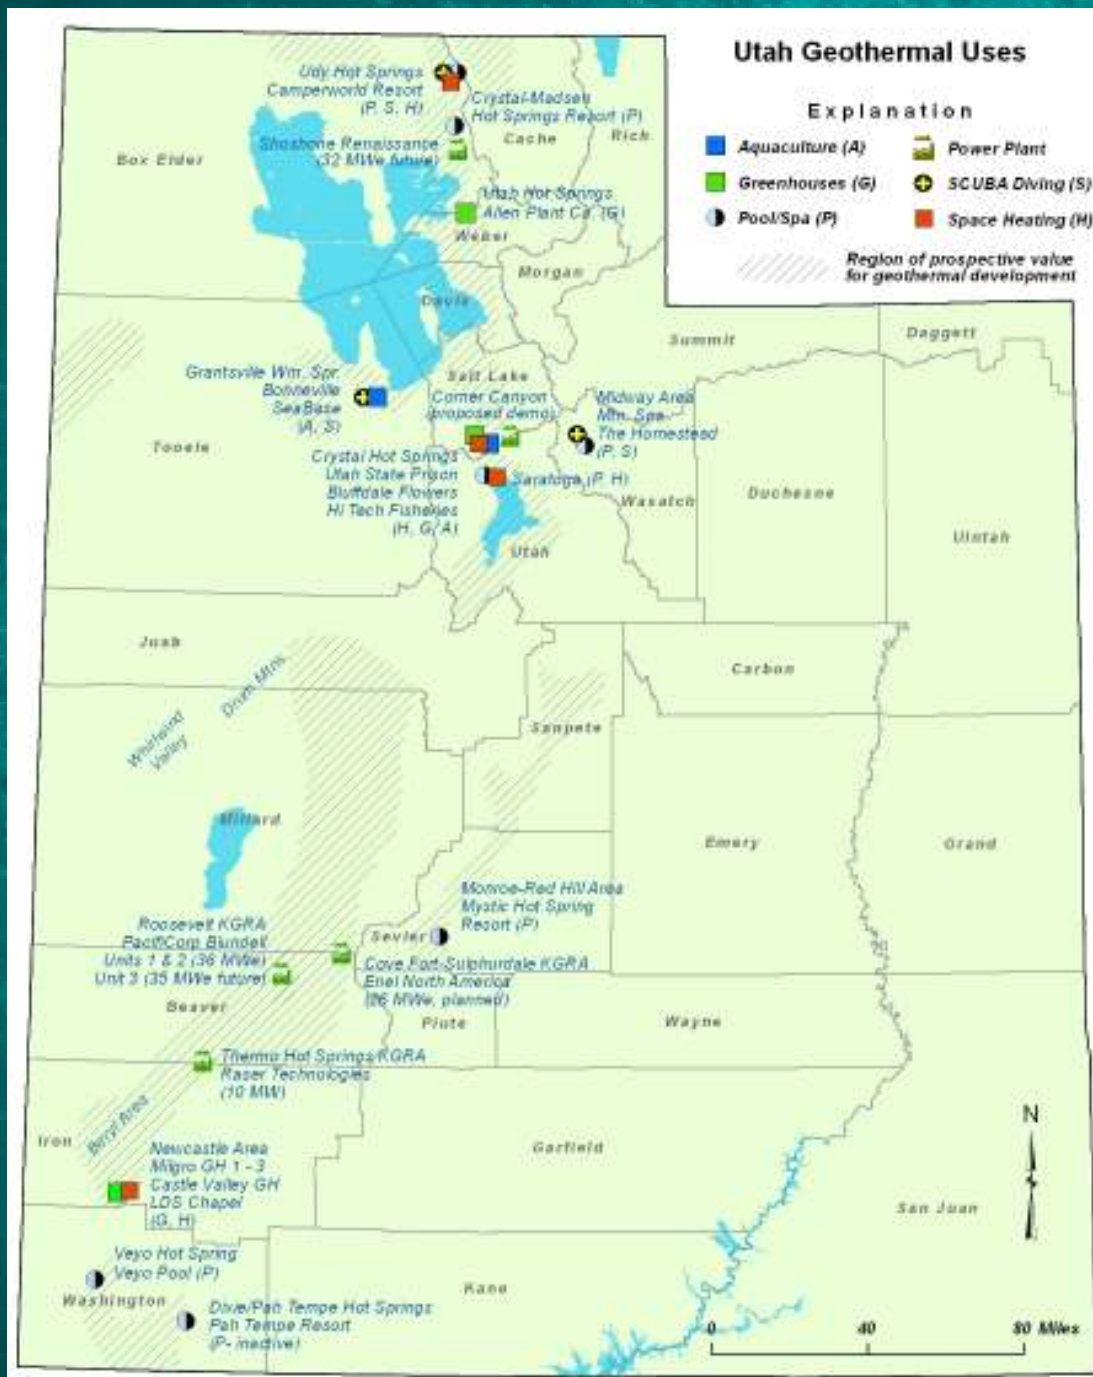 Utah Geothermal Uses
Explanation
Aquaculture (A)
Power Plant
Greenhouses (G)
SCUBA Diving (S)
Pool/Spa (P)
Space Heating (H)
Region of prospective value
for geothermal development
Udy Hot Springs
Camperworld Resort
(P, S, H)
Crystal-Madsen
Hot Springs Resort (P)
Cache
Rich
Box Elder
Shoshone Renaissance
(32 MWe future)
Utah Hot Springs
Allen Plant Co. (G)
Weber
Morgan
Davis
Summit
Daggett
Grantsville Wm. Spr.
Bonneville
SeaBase
(A, S)
Salt Lake
Corner Canyon
(proposed demo)
Midway Area
Mtn. Spa
The Homestead
(P, S)
Tooele
Crystal Hot Springs
Utah State Prison
Bluffdale Flowers
Hi Tech Fisheries
(H, G, A)
Saratoga (P, H)
Wasatch
Duchesne
Uintah
Utah
Juab
Drum Mtns.
Whirlwind
Valley
Carbon
Sanpete
Millard
Emery
Grand
Monroe-Red Hill Area
Mystic Hot Spring
Resort (P)
Sevier
Roosevelt KGRA
PacifiCorp Blundell
Units 1 & 2 (36 MWe)
Unit 3 (35 MWe future)
Cove Fort-Sulphurdale KGRA
Enel North America
MWe, planned)
Beaver
Piute
Wayne
Thermo Hot Springs KGRA
Raser Technologies
(10 MW)
Beryl Area
Iron
Newcastle Area
Milgro GH 1 - 3
Castle Valley GH
LDS Chapel
(G, H)
Garfield
N
San Juan
Veyo Hot Spring
Veyo Pool (P)
Washington
Kane
Dixie/Pah Tempe Hot Springs
Pah Tempe Resort
(P- inactive)
0 40 80 Miles